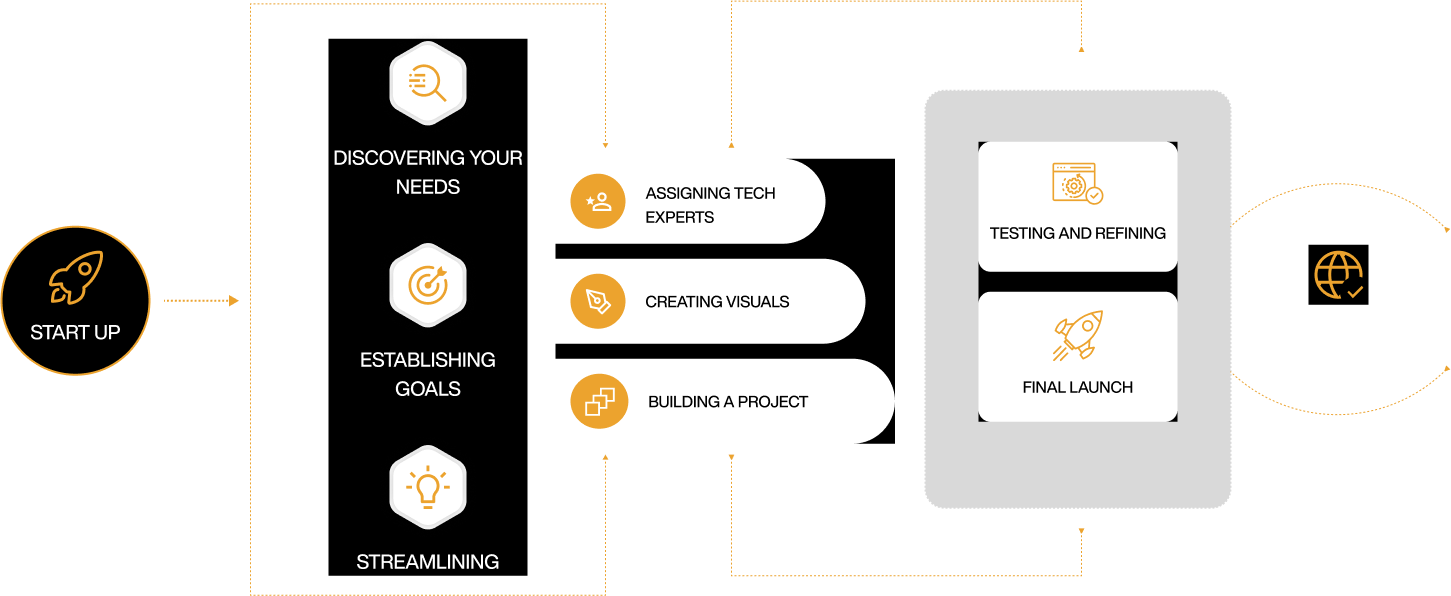 START UP
DISCOVERING YOUR
NEEDS
ESTABLISHING
GOALS
STREAMLINING
ASSIGNING TECH
EXPERTS
CREATING VISUALS
BUILDING A PROJECT
TESTING AND REFINING
FINAL LAUNCH